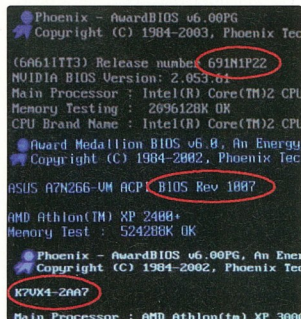 Phoenix - AwardBIOS v6.00PG
Copyright (C) 1984-2003, Phoenix Tec
(6A61ITT3) Release number 691N1P22
NVIDIA BIOS Version: 2.053.61
Main Processor : Intel(R) Core(TM)2 CPU
Memory Testing : 2096128K OK
CPU Brand Name : Intel(R) Core(TM)2 CPU
Award Medallion BIOS v6.0, An Energy
Copyright (C) 1984-2002, Phoenix Tec
ASUS A7N266-VM ACPI BIOS Rev 1007
AMD Athlon(TM) XP 2400+
Memory Test : 524288K OK
Phoenix - AwardBIOS v6.00PG, An Ener
Copyright (C) 1984-2002, Phoenix Tec
K7VX4-2AA7
Main Processor : AMD Athlon(tm) XP 300